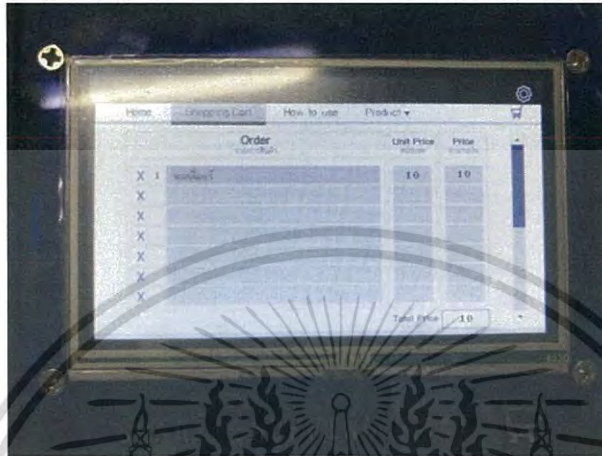 Home Shopping Cart How to use Product ▾
Order Unit Price Price
X 1 10 10
X
X
X
X
X
X
Total Price 10